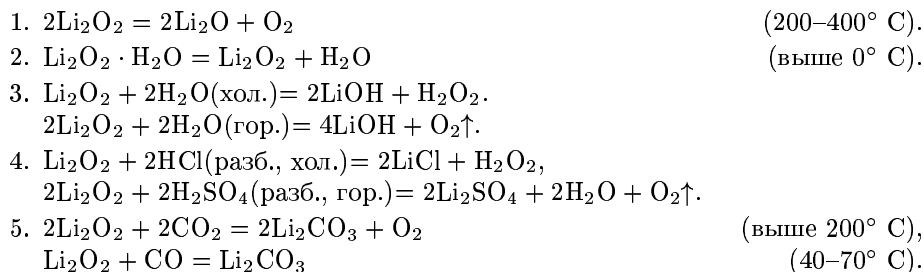 1. 2Li₂O₂ = 2Li₂O + O₂ (200–400° C).
2. Li₂O₂ · H₂O = Li₂O₂ + H₂O (выше 0° C).
3. Li₂O₂ + 2H₂O(хол.)= 2LiOH + H₂O₂.
2Li₂O₂ + 2H₂O(гор.)= 4LiOH + O₂↑.
4. Li₂O₂ + 2HCl(разб., хол.)= 2LiCl + H₂O₂,
2Li₂O₂ + 2H₂SO₄(разб., гор.)= 2Li₂SO₄ + 2H₂O + O₂↑.
5. 2Li₂O₂ + 2CO₂ = 2Li₂CO₃ + O₂ (выше 200° C),
Li₂O₂ + CO = Li₂CO₃ (40–70° C).